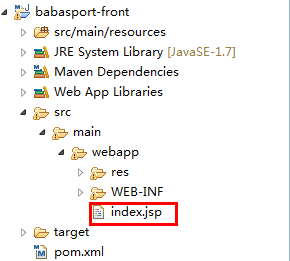 babasport-front
src/main/resources
JRE System Library [JavaSE-1.7]
Maven Dependencies
Web App Libraries
src
main
webapp
res
WEB-INF
index.jsp
target
pom.xml